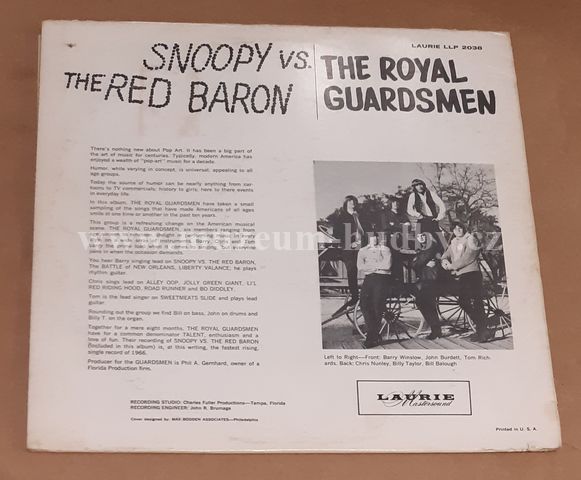 LAURIE LLP 2038
SNOOPY VS.
THE RED BARON
THE ROYAL
GUARDSMEN
There's nothing new about Pop Art. It has been a big part of
the art of music for centuries. Typically, modern America has
enjoyed a wealth of "pop-art" music for a decade.
Humor, while varying in concept, is universal; appealing to all
age groups.
Today the source of humor can be nearly anything from car-
toons to TV commercials; history to girls; here to there events
in everyday life.
In this album, THE ROYAL GUARDSMEN have taken a small
sampling of the songs that have made Americans of all ages
smile at one time or another in the past ten years.
This group is a refreshing change on the American musical
scene. THE ROYAL GUARDSMEN, six members ranging from
instruments. Barry, Chris and Tom
but everyone
joins in when the occasion demands.
You hear Barry singing lead on SNOOPY VS. THE RED BARON,
The BATTLE of NEW ORLEANS, LIBERTY VALANCE; he plays
rhythm guitar.
Chris sings lead on ALLEY OOP, JOLLY GREEN GIANT, LI'L
RED RIDING HOOD, ROAD RUNNER and BO DIDDLEY.
Tom is the lead singer on SWEETMEATS SLIDE and plays lead
guitar.
Rounding out the group we find Bill on bass, John on drums and
Billy T. on the organ.
Together for a mere eight months, THE ROYAL GUARDSMEN
have for a common denominator TALENT, enthusiasm and a
love of fun. Their recording of SNOOPY VS. THE RED BARON
(included in this album) is, at this writing, the fastest rising,
single record of 1966.
Producer for the GUARDSMEN is Phil A. Gernhard, owner of a
Florida Production firm.
RECORDING STUDIO: Charles Fuller Productions—Tampa, Florida
RECORDING ENGINEER: John R. Brumage
Cover designed by: MAX BODDEN ASSOCIATES—Philadelphia
Left to Right—Front: Barry Winslow, John Burdett, Tom Rich-
ards. Back: Chris Nunley, Billy Taylor, Bill Balough
LAURIE
Mastersound
Printed in U. S. A.